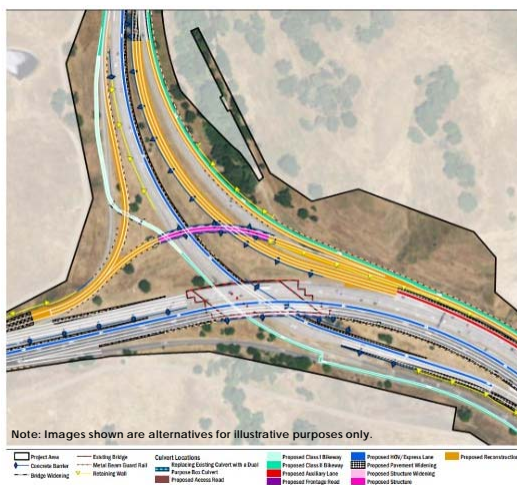 Note: Images shown are alternatives for illustrative purposes only.
Project Area
Concrete Barrier
Bridge Widening
Existing Bridge
Metal Beam Guard Rail
Retaining Wall
Culvert Locations
Replacing Existing Culvert with a Dual
Purpose Box Culvert
Proposed Access Road
Proposed Class I Bikeway
Proposed Class II Bikeway
Proposed Auxiliary Lane
Proposed Frontage Road
Proposed HOV/Express Lane
Proposed Pavement Widening
Proposed Structure Widening
Proposed Structure
Proposed Reconstruction